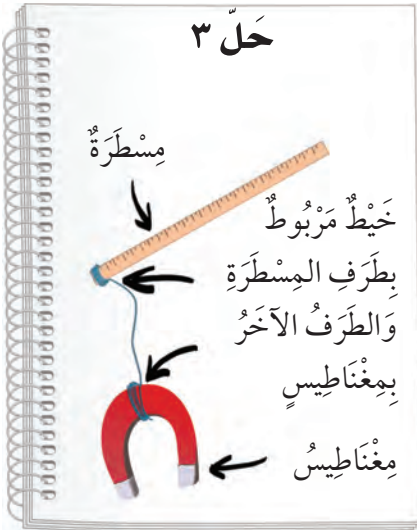 حَلّ ٣
مِسْطَرَةٌ
خَيْطٌ مَرْبُوطٌ
بِطَرَفِ المِسْطَرَةِ
وَالطَرَفُ الآخَرُ
بِمِغْنَاطِيسٍ
مِغْنَاطِيسُ